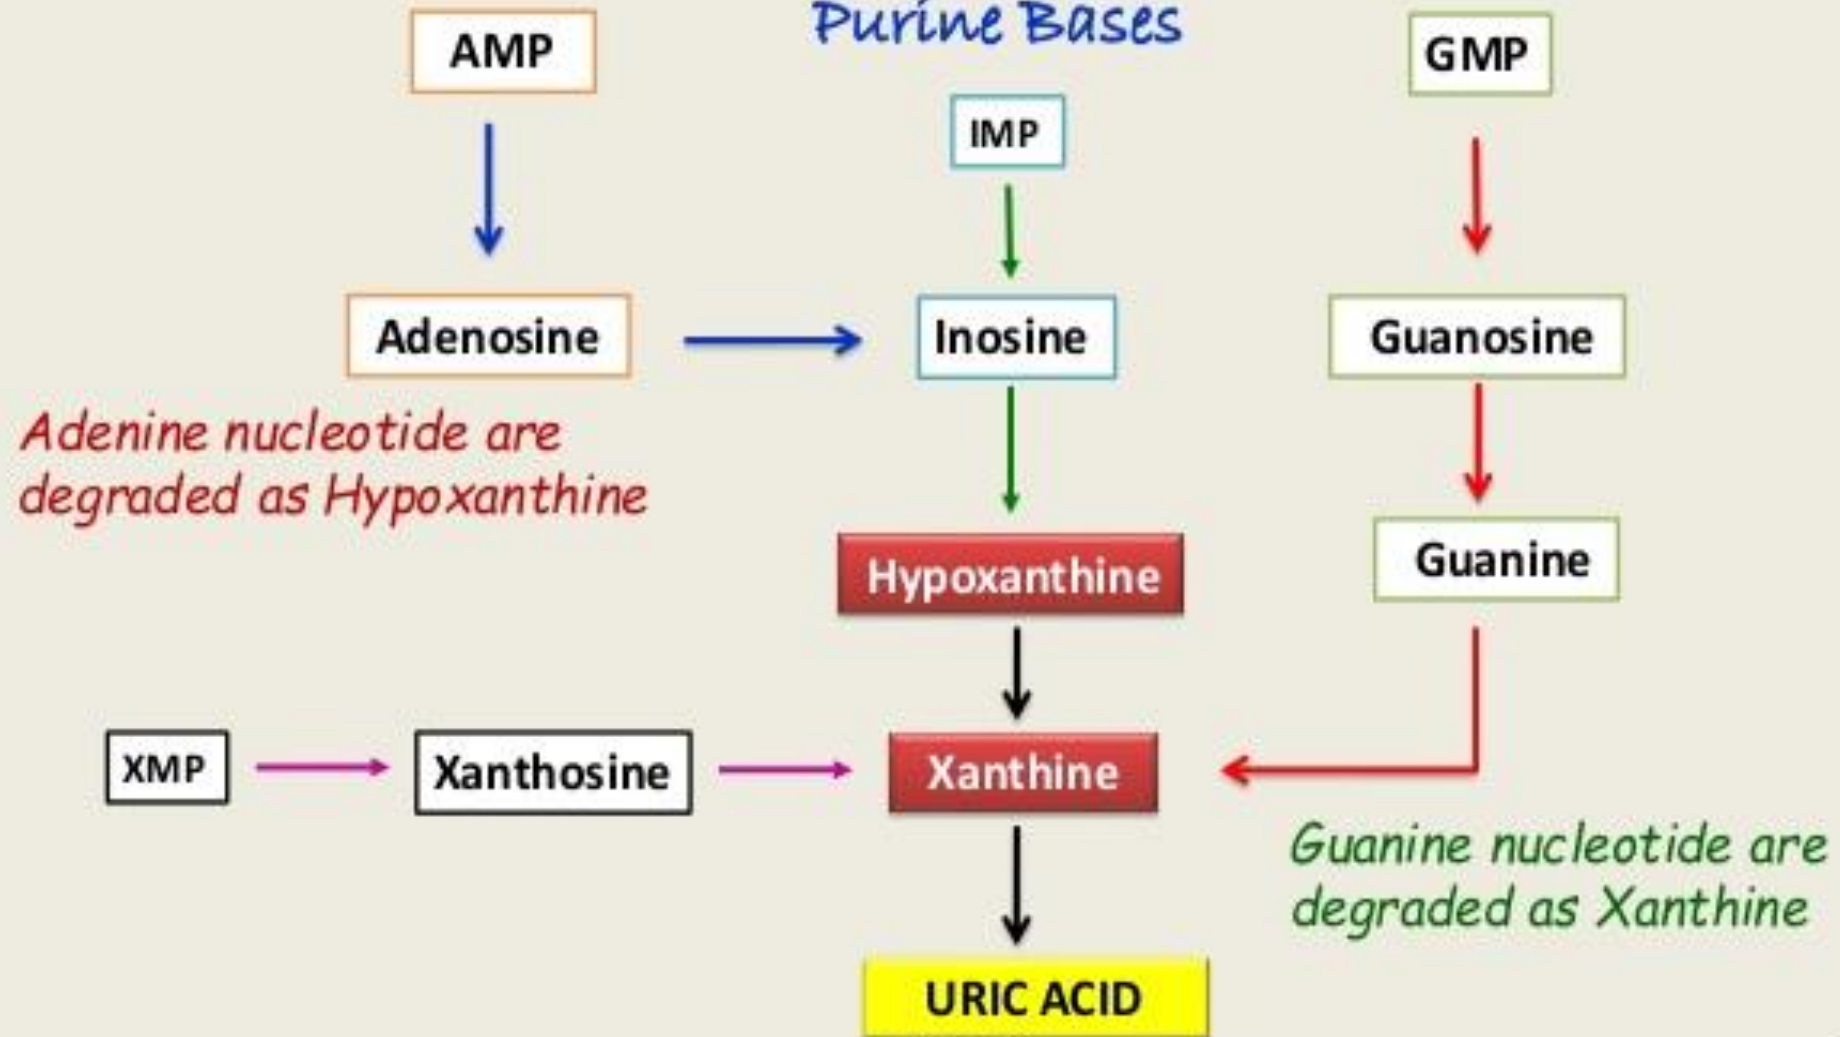 Purine Bases
AMP
IMP
GMP
Adenosine
Inosine
Guanosine
Adenine nucleotide are
degraded as Hypoxanthine
Hypoxanthine
Guanine
XMP
Xanthosine
Xanthine
Guanine nucleotide are
degraded as Xanthine
URIC ACID